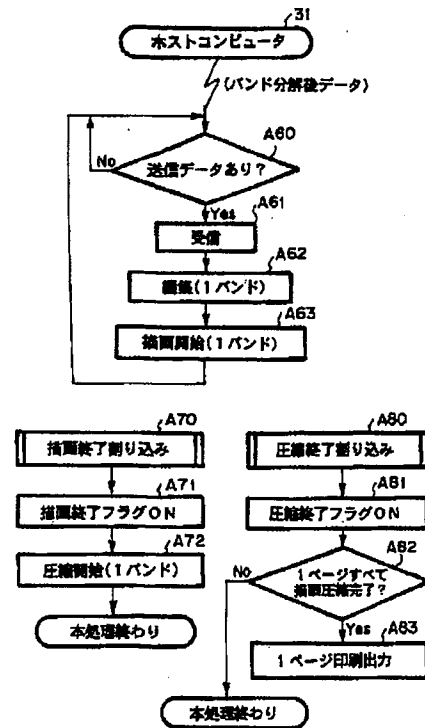 31
ホストコンピュータ
(バンド分解後データ)
A60
送信データあり?
No
Yes
A61
受信
A62
編集(1バンド)
A63
描画開始(1バンド)
A70
描画終了割り込み
A71
描画終了フラグON
A72
圧縮開始(1バンド)
本処理終わり
A80
圧縮終了割り込み
A81
圧縮終了フラグON
A82
1ページすべて
描画圧縮完了?
No
Yes
A83
1ページ印刷出力
本処理終わり